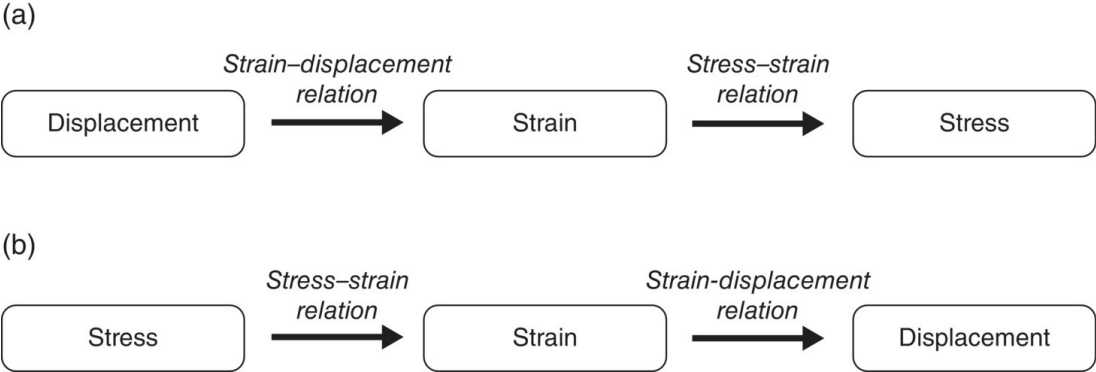 (a)
Strain–displacement
relation
Stress–strain
relation
Displacement
Strain
Stress
(b)
Stress–strain
relation
Strain-displacement
relation
Stress
Strain
Displacement